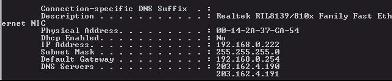 Connection-specific DNS Suffix  . :
Description . . . . . . . . . . . : Realtek RTL8139/810x Family Fast Eth
ernet NIC
Physical Address. . . . . . . . . : 00-14-2A-37-CA-54
Dhcp Enabled. . . . . . . . . . . : No
IP Address. . . . . . . . . . . . : 192.168.0.222
Subnet Mask . . . . . . . . . . . : 255.255.255.0
Default Gateway . . . . . . . . . : 192.168.0.254
DNS Servers . . . . . . . . . . . : 203.162.4.190
203.162.4.191